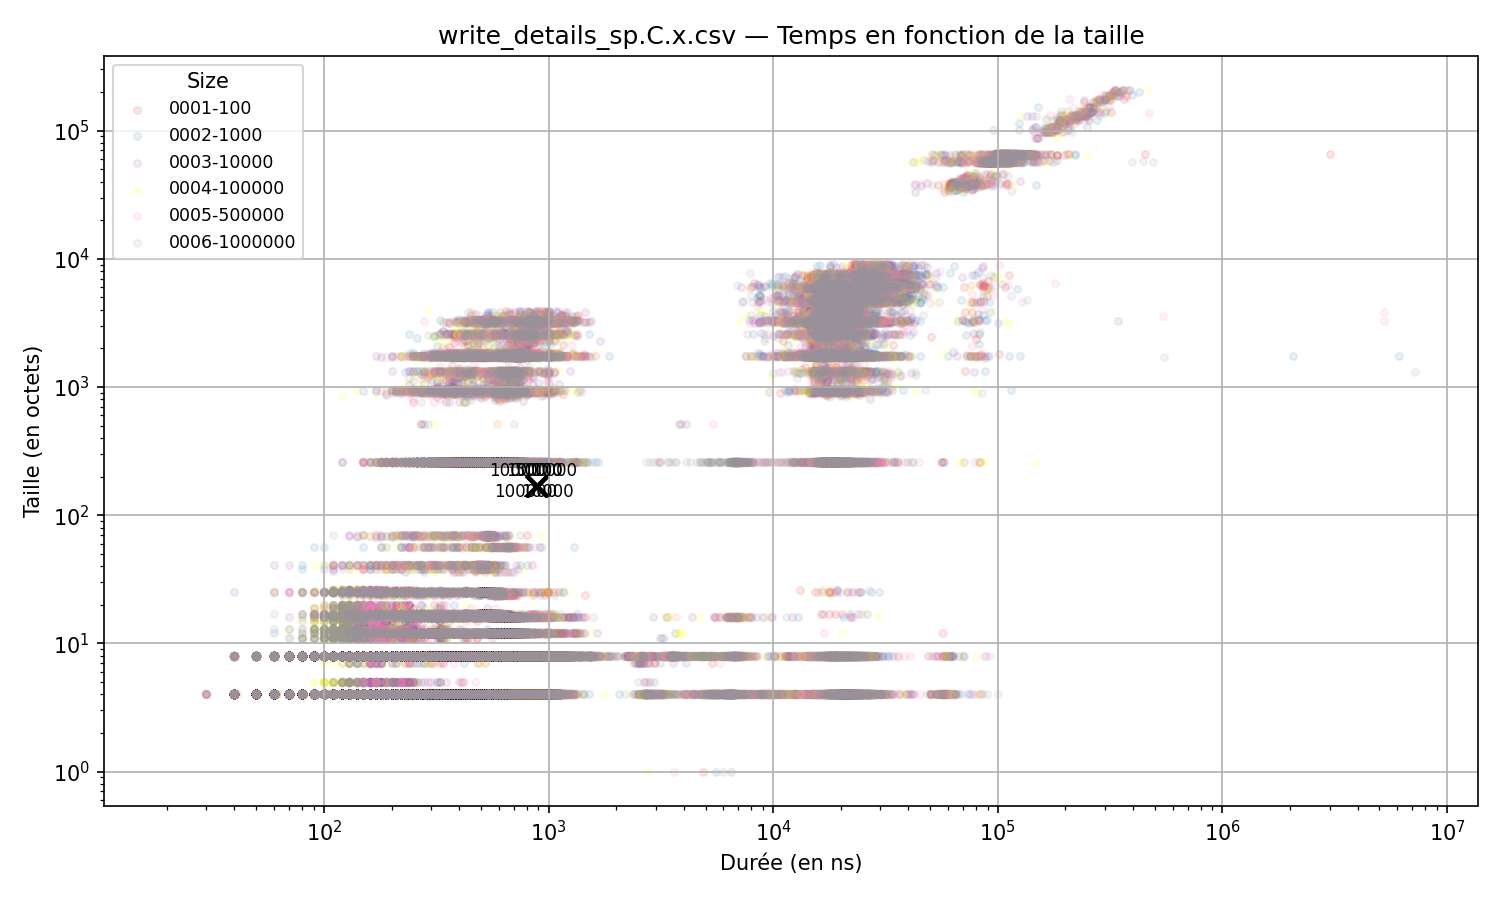 write_details_sp.C.x.csv — Temps en fonction de la taille
Size
0001-100
0002-1000
0003-10000
0004-100000
0005-500000
0006-1000000
Taille (en octets)
10⁵
10⁴
10³
10²
10¹
10⁰
10² 10³ 10⁴ 10⁵ 10⁶ 10⁷
Durée (en ns)